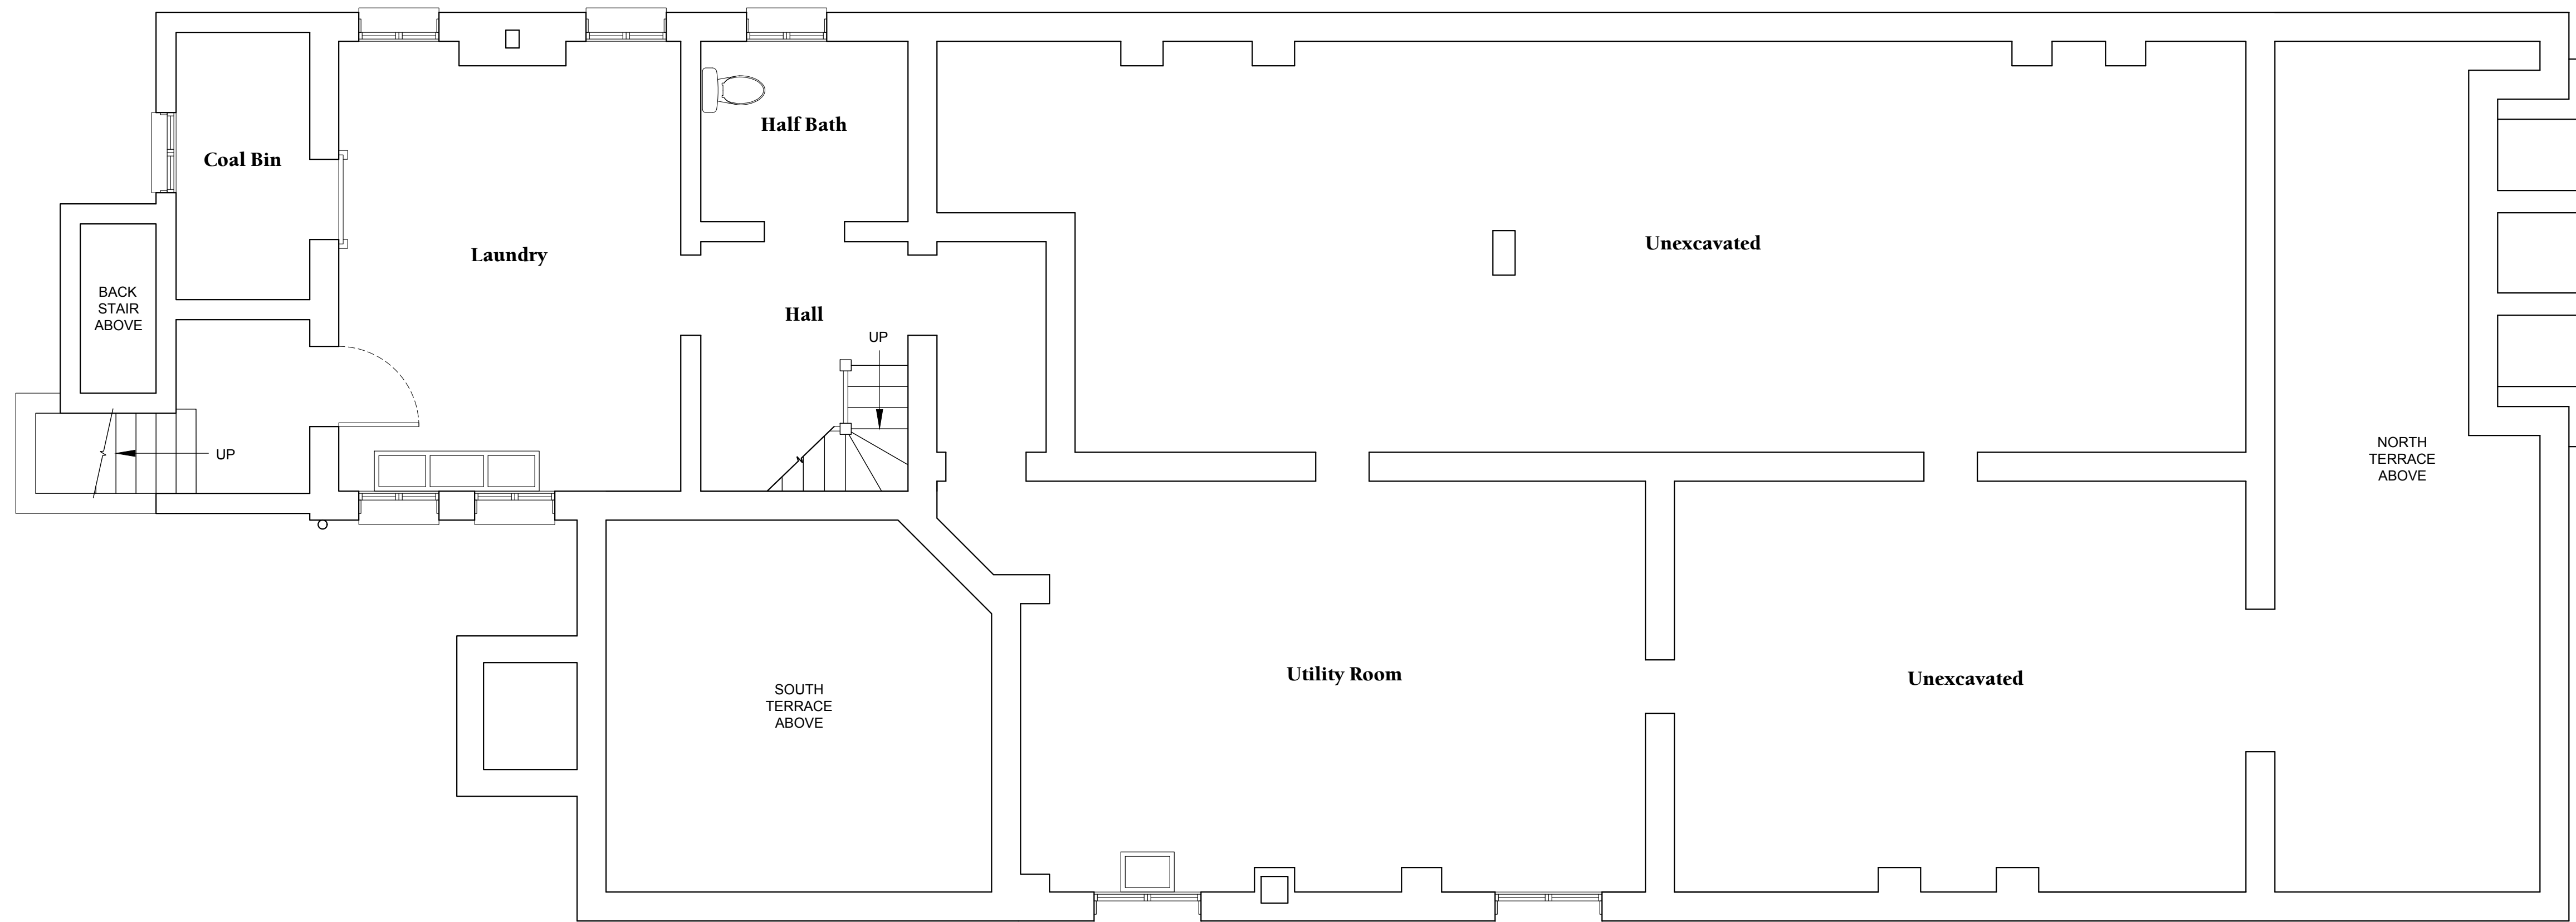 Half Bath
Coal Bin
Unexcavated
Laundry
BACK
STAIR
ABOVE
Hall
UP
UP
NORTH
TERRACE
ABOVE
Utility Room
Unexcavated
SOUTH
TERRACE
ABOVE